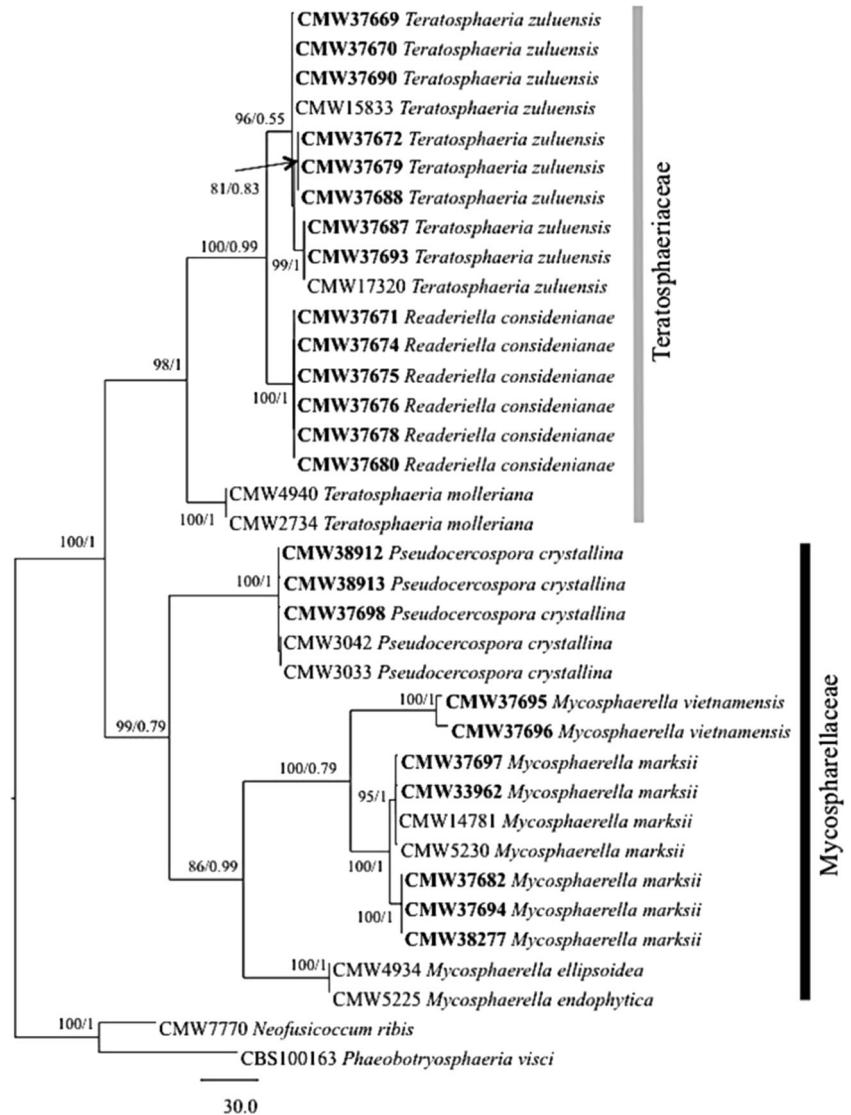 CMW37669 Teratosphaeria zuluensis
CMW37670 Teratosphaeria zuluensis
CMW37690 Teratosphaeria zuluensis
CMW15833 Teratosphaeria zuluensis
96/0.55
CMW37672 Teratosphaeria zuluensis
CMW37679 Teratosphaeria zuluensis
81/0.83
CMW37688 Teratosphaeria zuluensis
CMW37687 Teratosphaeria zuluensis
100/0.99
CMW37693 Teratosphaeria zuluensis
99/1
CMW17320 Teratosphaeria zuluensis
CMW37671 Readeriella considenianae
CMW37674 Readeriella considenianae
98/1
CMW37675 Readeriella considenianae
100/1
CMW37676 Readeriella considenianae
CMW37678 Readeriella considenianae
CMW37680 Readeriella considenianae
Teratosphaeriaceae
CMW4940 Teratosphaeria molleriana
100/1
CMW2734 Teratosphaeria molleriana
100/1
CMW38912 Pseudocercospora crystallina
100/1
CMW38913 Pseudocercospora crystallina
CMW37698 Pseudocercospora crystallina
CMW3042 Pseudocercospora crystallina
CMW3033 Pseudocercospora crystallina
100/1
CMW37695 Mycosphaerella vietnamensis
99/0.79
CMW37696 Mycosphaerella vietnamensis
CMW37697 Mycosphaerella marksii
100/0.79
CMW33962 Mycosphaerella marksii
95/1
CMW14781 Mycosphaerella marksii
CMW5230 Mycosphaerella marksii
86/0.99
100/1
CMW37682 Mycosphaerella marksii
CMW37694 Mycosphaerella marksii
100/1
CMW38277 Mycosphaerella marksii
Mycospharellaceae
100/1
CMW4934 Mycosphaerella ellipsoidea
CMW5225 Mycosphaerella endophytica
100/1
CMW7770 Neofusicoccum ribis
CBS100163 Phaeobotryosphaeria visci
30.0